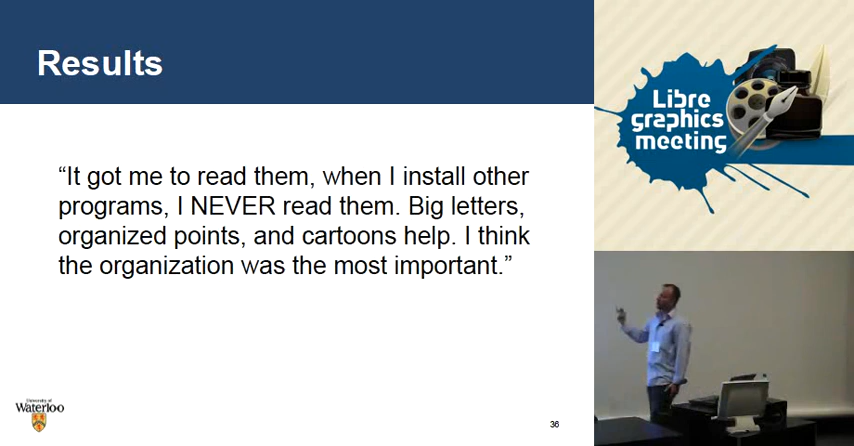 Results
“It got me to read them, when I install other
programs, I NEVER read them. Big letters,
organized points, and cartoons help. I think
the organization was the most important.”
University of
Waterloo
36
Libre
graphics
meeting